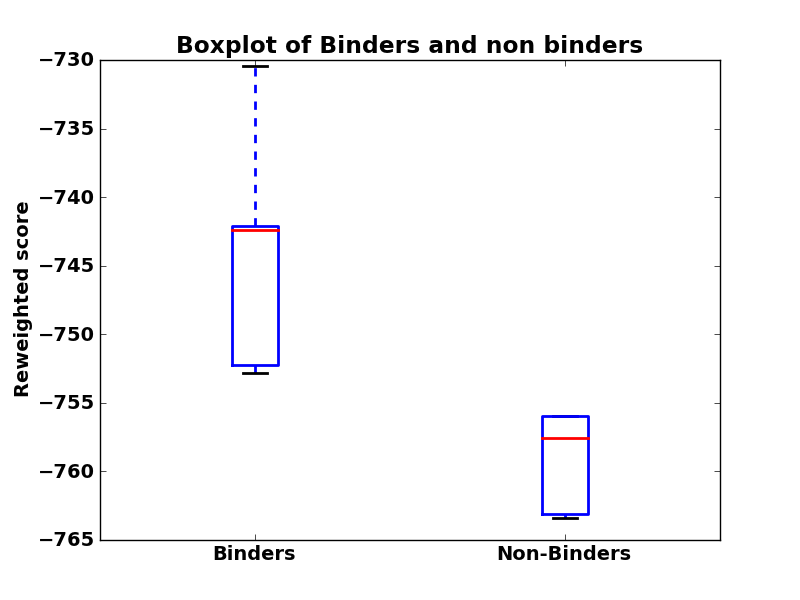 Boxplot of Binders and non binders
−730
−735
−740
−745
−750
−755
−760
−765
Reweighted score
Binders
Non-Binders